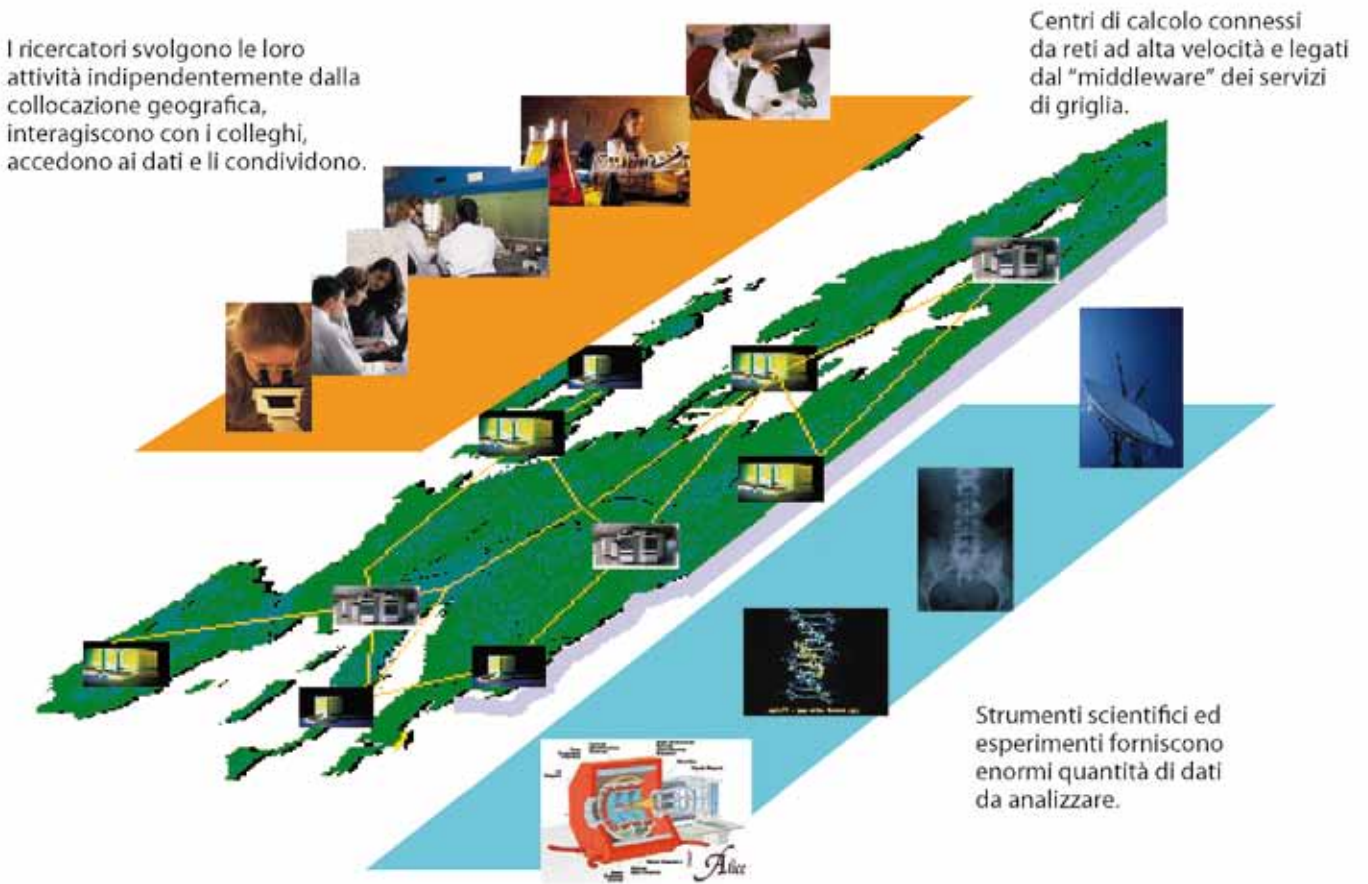 I ricercatori svolgono le loro
attività indipendentemente dalla
collocazione geografica,
interagiscono con i colleghi,
accedono ai dati e li condividono.
Centri di calcolo connessi
da reti ad alta velocità e legati
dal “middleware” dei servizi
di griglia.
Strumenti scientifici ed
esperimenti forniscono
enormi quantità di dati
da analizzare.
Alice